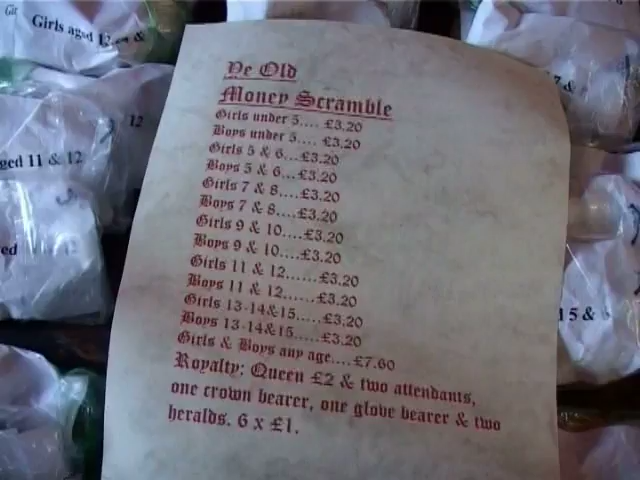 Girls aged 1
Ye Old
Money Scramble
Girls under 5.... £3.20
Boys under 5.... £3.20
Girls 5 & 6...£3.20
Boys 5 & 6...£3.20
Girls 7 & 8....£3.20
Boys 7 & 8....£3.20
Girls 9 & 10....£3.20
Boys 9 & 10....£3.20
Girls 11 & 12......£3.20
Boys 11 & 12......£3.20
Girls 13-14&15.....£3.20
Boys 13-14&15.....£3.20
Girls & Boys any age....£7.60
Royalty; Queen £2 & two attendants,
one crown bearer, one glove bearer & two
heralds. 6 x £1.
12
7 &
ged 11 & 12
ed
15 &